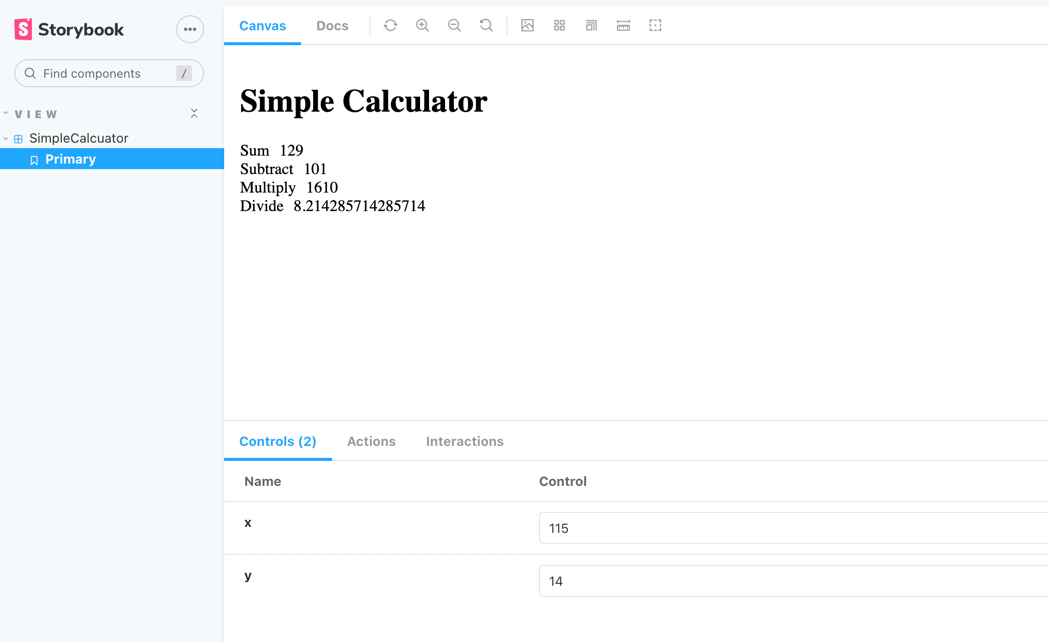 Storybook
Find components /
VIEW
SimpleCalcuator
Primary
Canvas Docs
Simple Calculator
Sum 129
Subtract 101
Multiply 1610
Divide 8.214285714285714
Controls (2) Actions Interactions
Name Control
x 115
y 14